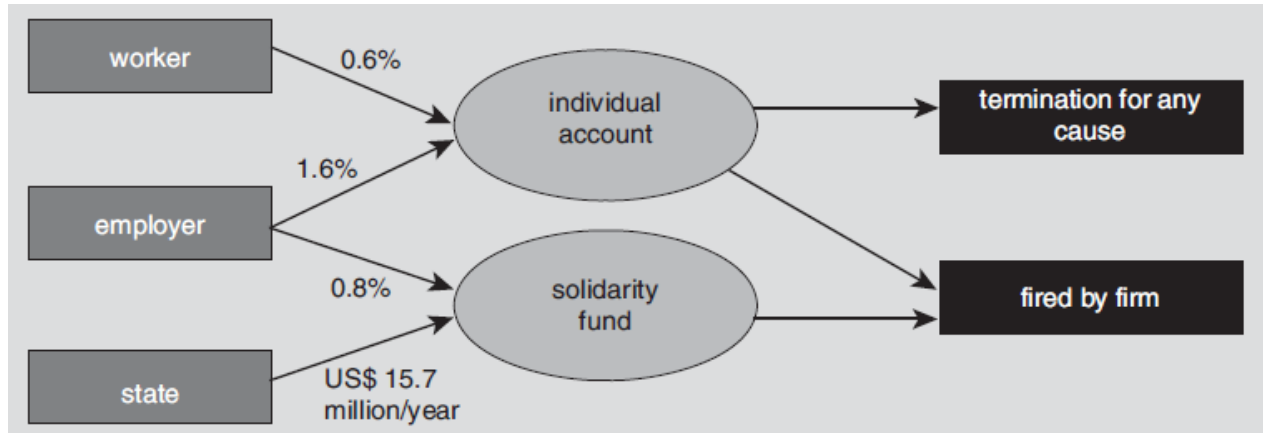 worker
0.6%
individual
account
termination for any
cause
1.6%
employer
0.8%
solidarity
fund
fired by firm
state
US$ 15.7
million/year